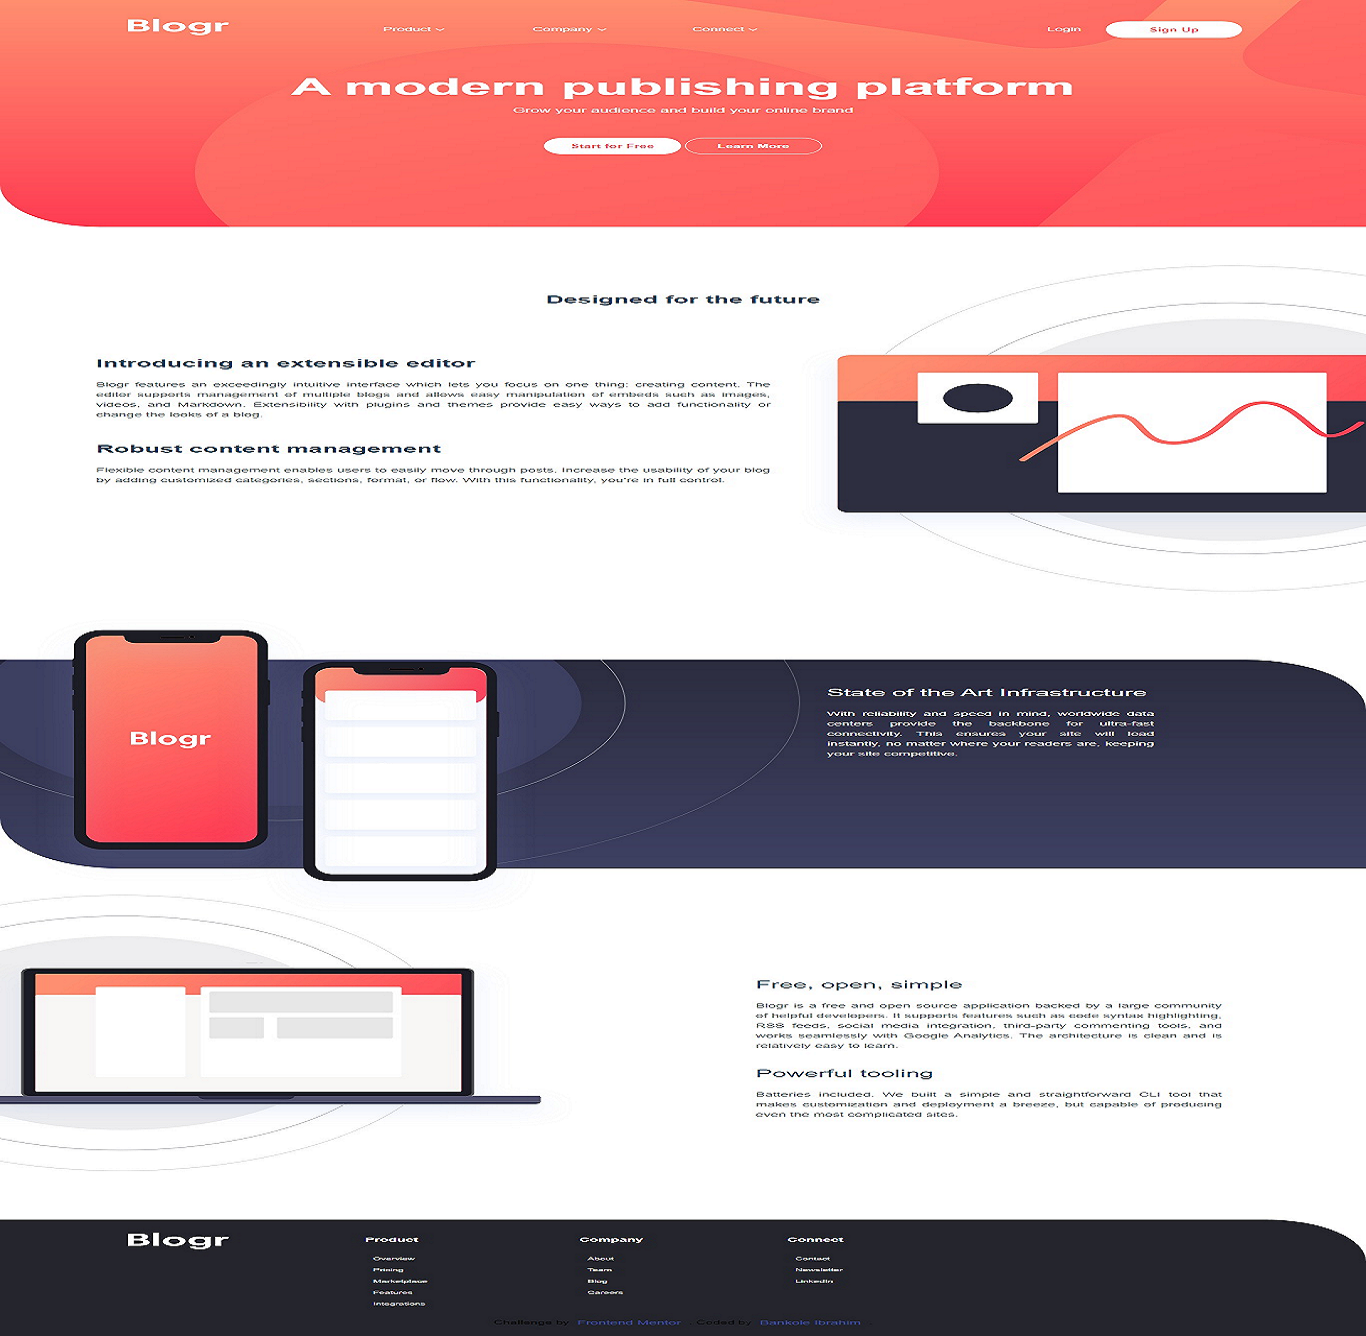 Blogr
Product
Company
Connect
Login
Sign Up
A modern publishing platform
Grow your audience and build your online brand
Start for Free
Learn More
Designed for the future
Introducing an extensible editor
Blogr features an exceedingly intuitive interface which lets you focus on one thing: creating content. The
editor supports management of multiple blogs and allows easy manipulation of embeds such as images,
videos, and Markdown. Extensibility with plugins and themes provide easy ways to add functionality or
change the looks of a blog.
Robust content management
Flexible content management enables users to easily move through posts. Increase the usability of your blog
by adding customized categories, sections, format, or flow. With this functionality, you're in full control.
Blogr
State of the Art Infrastructure
With reliability and speed in mind, worldwide data
centers provide the backbone for ultra-fast
connectivity. This ensures your site will load
instantly, no matter where your readers are, keeping
your site competitive.
Free, open, simple
Blogr is a free and open source application backed by a large community
of helpful developers. It supports features such as code syntax highlighting,
RSS feeds, social media integration, third-party commenting tools, and
works seamlessly with Google Analytics. The architecture is clean and is
relatively easy to learn.
Powerful tooling
Batteries included. We built a simple and straightforward CLI tool that
makes customization and deployment a breeze, but capable of producing
even the most complicated sites.
Blogr
Product
Overview
Pricing
Marketplace
Features
Integrations
Company
About
Team
Blog
Careers
Connect
Contact
Newsletter
LinkedIn
Challenge by Frontend Mentor. Coded by Bankole Ibrahim.